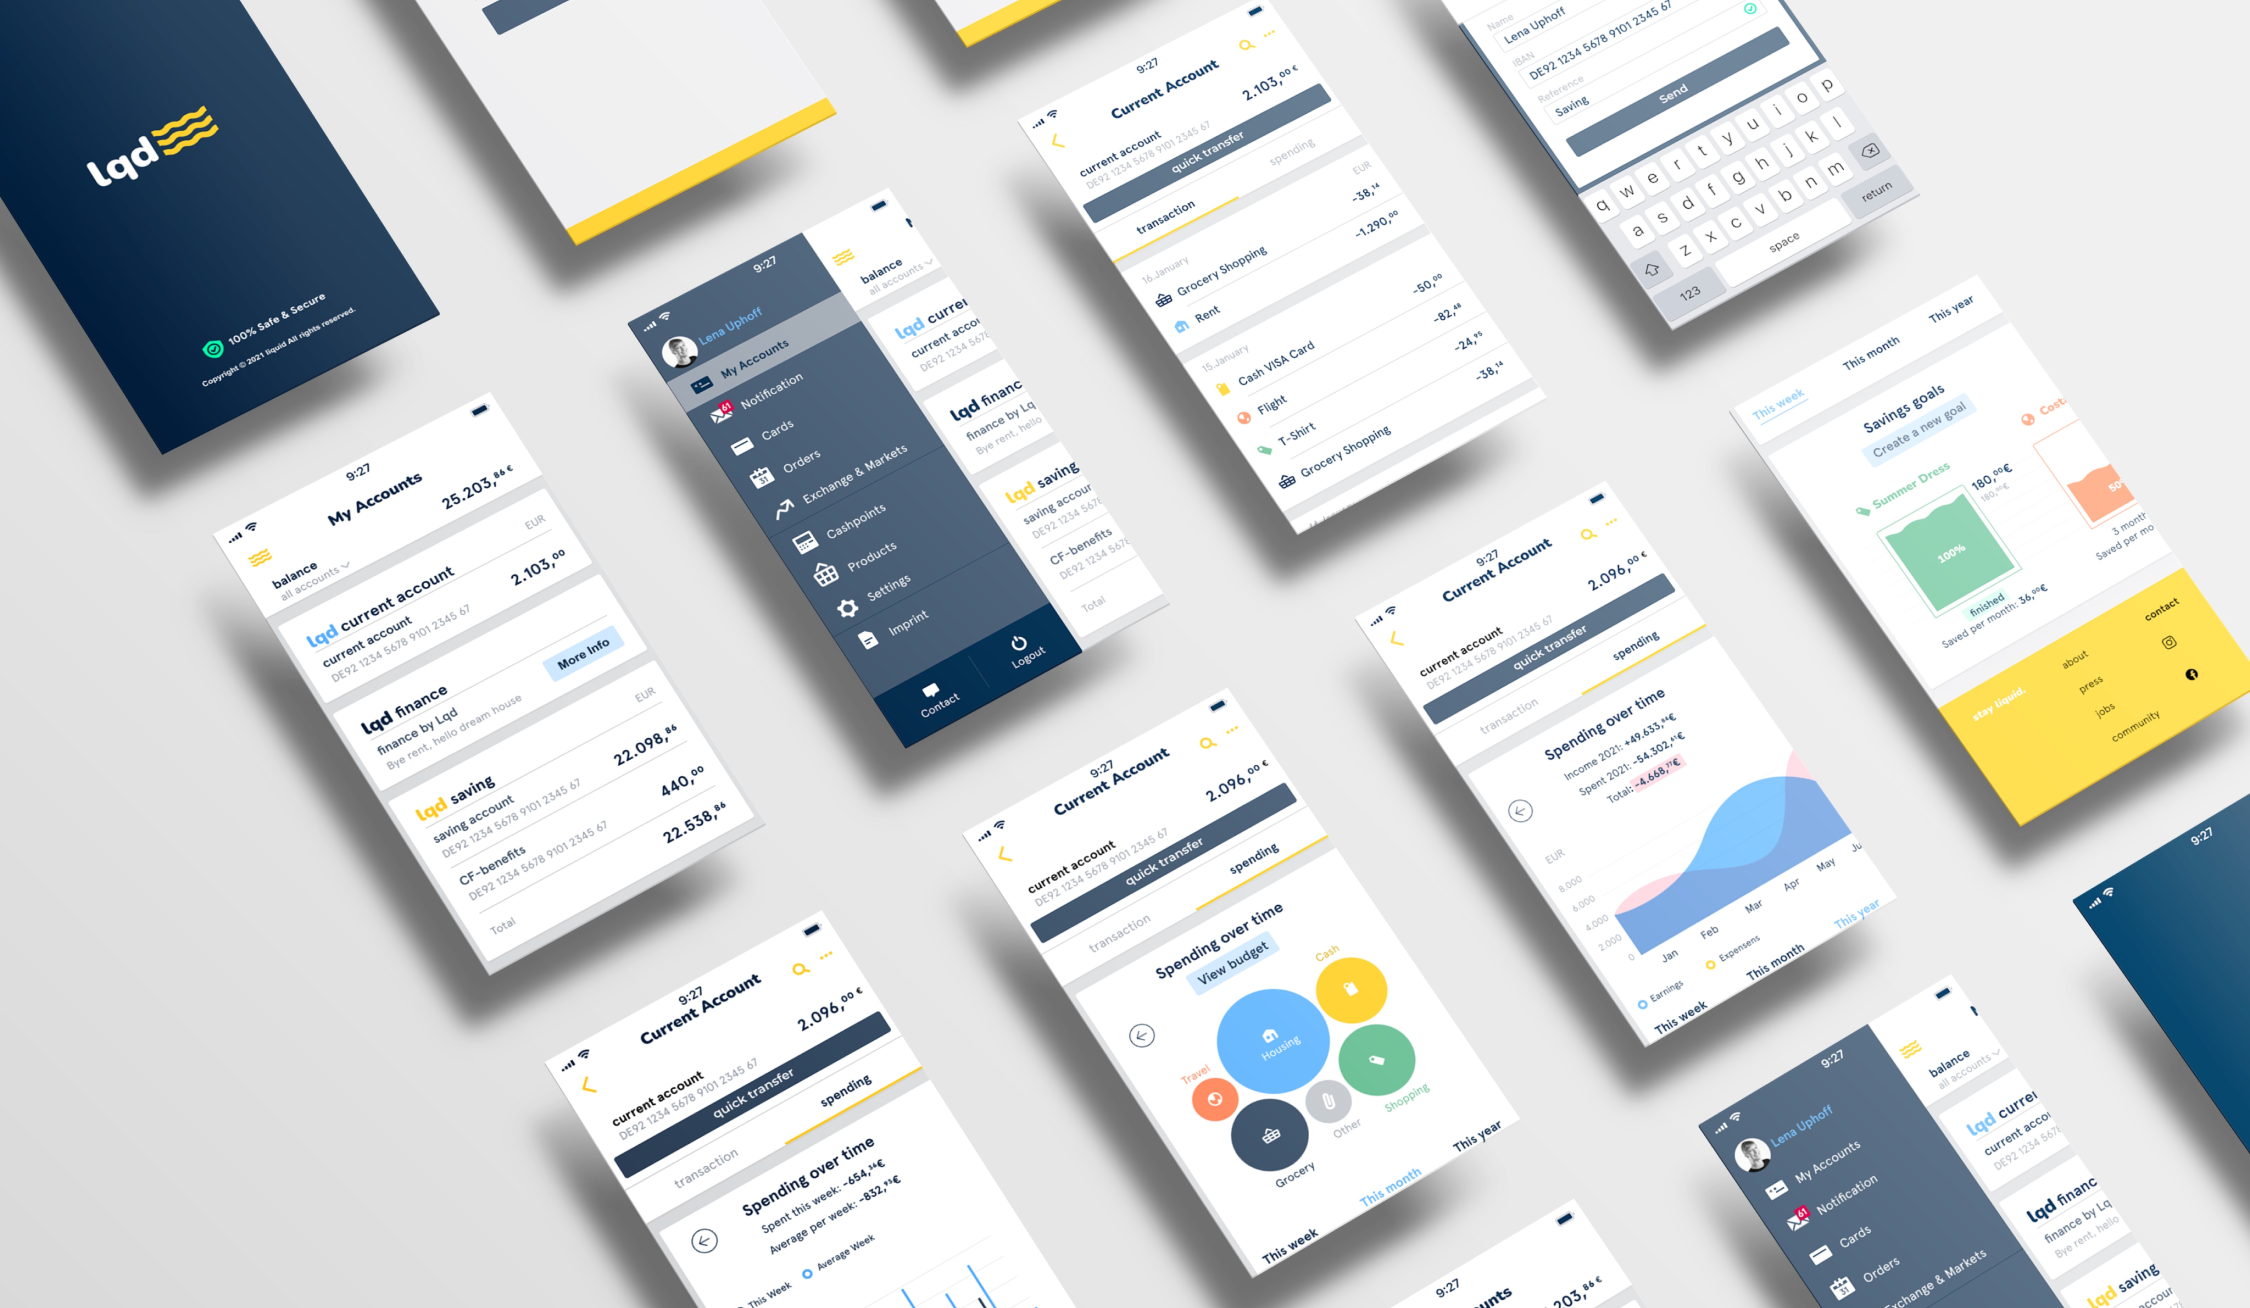 lqd
100% Safe & Secure
Copyright © 2021 liquid All rights reserved.
9:27
My Accounts
25.203,86 €
balance
all accounts
lqd current account
EUR
current account
2.103,00
DE92 1234 5678 9101 2345 67
lqd finance
finance by Lqd
Bye rent, hello dream house
More Info
lqd saving
EUR
saving account
22.098,86
DE92 1234 5678 9101 2345 67
CF-benefits
440,00
DE92 1234 5678 9101 2345 67
Total
22.538,86
9:27
Lena Uphoff
My Accounts
61
Notification
Cards
31
Orders
Exchange & Markets
Cashpoints
Products
Settings
Imprint
Contact
Logout
balance
all accounts
lqd curre
current acco
DE92 1234 567
lqd financ
finance by Lq
Bye rent, hello
lqd saving
saving accour
DE92 1234 567
CF-benefits
DE92 1234 567
Total
9:27
Current Account
current account
2.103,00 €
DE92 1234 5678 9101 2345 67
quick transfer
transaction
spending
16.January
EUR
Grocery Shopping
-38,14
Rent
-1.290,00
15.January
Cash VISA Card
-50,00
Flight
-82,48
T-Shirt
-24,95
Grocery Shopping
-38,14
Name
Lena Uphoff
IBAN
DE92 1234 5678 9101 2345 67
Reference
Saving
Send
q w e r t y u i o p
a s d f g h j k l
z x c v b n m
123
space
return
This week
This month
This year
Savings goals
Create a new goal
Summer Dress
180,00€
180,00€
100%
finished
Saved per month: 36,00€
Cost
50%
3 month
Saved per mo
stay liquid.
about
press
jobs
community
contact
9:27
Current Account
current account
2.096,00 €
DE92 1234 5678 9101 2345 67
quick transfer
transaction
spending
Spending over time
Income 2021: +49.633,
Spent 2021: -54.302,
Total: -4.668,
EUR
8.000
6.000
4.000
2.000
0
Jan
Feb
Mar
Apr
May
Ju
Earnings
Expensens
This week
This month
This year
9:27
Current Account
current account
2.096,00 €
DE92 1234 5678 9101 2345 67
quick transfer
transaction
spending
Spending over time
View budget
Cash
Housing
Travel
Shopping
Other
Grocery
This week
This month
This year
9:27
Current Account
current account
2.096,00 €
DE92 1234 5678 9101 2345 67
quick transfer
transaction
spending
Spending over time
Spent this week: -654,34€
Average per week: -832,93€
This Week
Average Week
9:27
Lena Uphoff
My Accounts
61
Notification
Cards
31
Orders
Exchange & Markets
balance
all accounts
lqd curre
current acco
DE92 1234 567
lqd financ
finance by Lq
Bye rent, hello
lqd saving
9:27
ounts
203,86 €
9:27